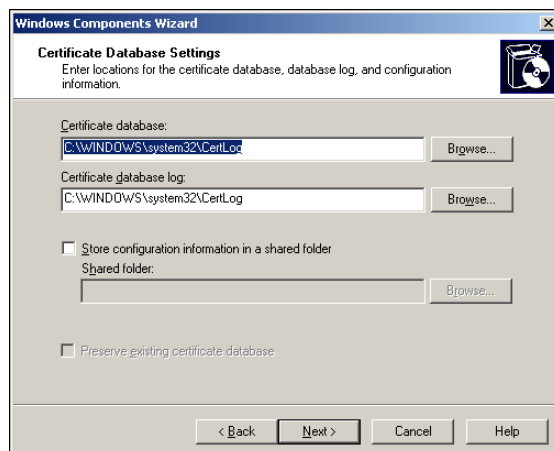 Windows Components Wizard
Certificate Database Settings
Enter locations for the certificate database, database log, and configuration
information.
Certificate database:
C:\WINDOWS\system32\CertLog
Browse...
Certificate database log:
C:\WINDOWS\system32\CertLog
Browse...
Store configuration information in a shared folder
Shared folder:
Browse...
Preserve existing certificate database
< Back
Next >
Cancel
Help